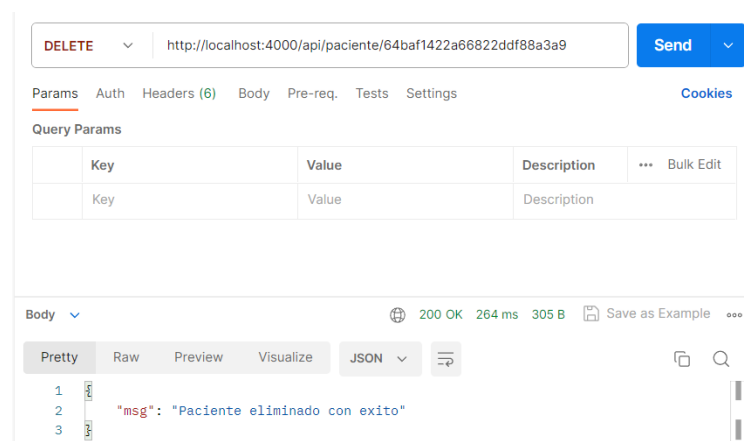 DELETE http://localhost:4000/api/paciente/64baf1422a66822ddf88a3a9 Send
Params Auth Headers (6) Body Pre-req. Tests Settings Cookies
Query Params
Key Value Description ••• Bulk Edit
Key Value Description
Body 200 OK 264 ms 305 B Save as Example
Pretty Raw Preview Visualize JSON
1 {
2 "msg": "Paciente eliminado con exito"
3 }